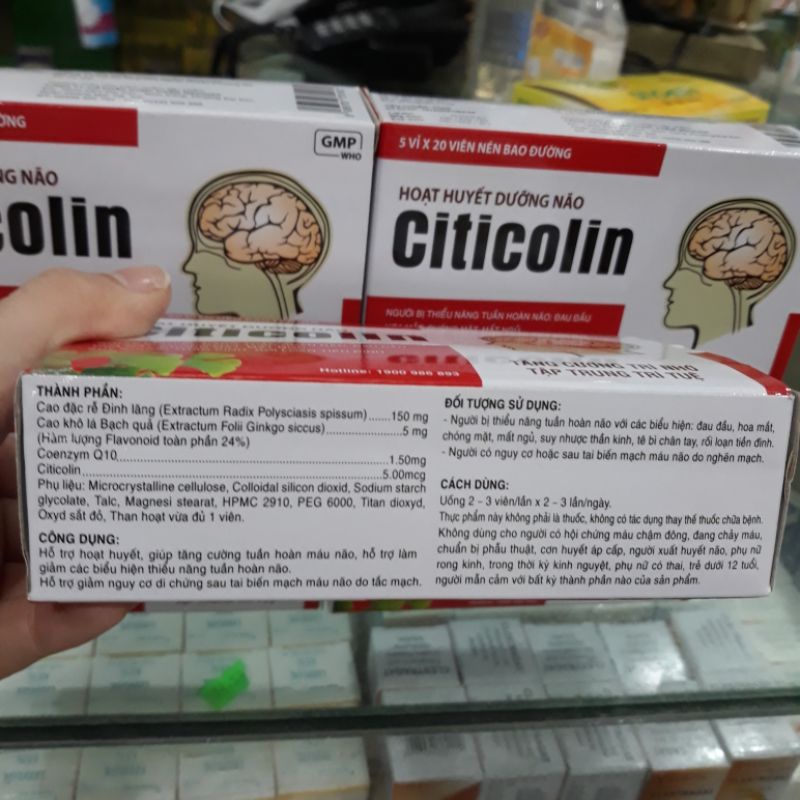 ƯỜNG
GMP
WHO
NG NÃO
colin
5 VỈ X 20 VIÊN NÉN BAO ĐƯỜNG
HOẠT HUYẾT DƯỠNG NÃO
Citicolin
NGƯỜI BỊ THIỂU NĂNG TUẦN HOÀN NÃO: ĐAU ĐẦU
Hotline: 1900 986 893
TĂNG CƯỜNG TRÍ NHỚ
TẬP TRUNG TRÍ TUỆ
THÀNH PHẦN:
Cao đặc rễ Đinh lăng (Extractum Radix Polysciasis spissum)......150 mg
Cao khô lá Bạch quả (Extractum Folii Ginkgo siccus)..................5 mg
(Hàm lượng Flavonoid toàn phần 24%)
Coenzym Q10..................1.50mg
Citicolin..................5.00mcg
Phụ liệu: Microcrystalline cellulose, Colloidal silicon dioxid, Sodium starch
glycolate, Talc, Magnesi stearat, HPMC 2910, PEG 6000, Titan dioxyd,
Oxyd sắt đỏ, Than hoạt vừa đủ 1 viên.
CÔNG DỤNG:
Hỗ trợ hoạt huyết, giúp tăng cường tuần hoàn máu não, hỗ trợ làm
giảm các biểu hiện thiểu năng tuần hoàn não.
Hỗ trợ giảm nguy cơ di chứng sau tai biến mạch máu não do tắc mạch.
ĐỐI TƯỢNG SỬ DỤNG:
- Người bị thiểu năng tuần hoàn não với các biểu hiện: đau đầu, hoa mắt,
chóng mặt, mất ngủ, suy nhược thần kinh, tê bì chân tay, rối loạn tiền đình.
- Người có nguy cơ hoặc sau tai biến mạch máu não do nghẽn mạch.
CÁCH DÙNG:
Uống 2 - 3 viên/lần x 2 - 3 lần/ngày.
Thực phẩm này không phải là thuốc, không có tác dụng thay thế thuốc chữa bệnh.
Không dùng cho người có hội chứng máu chậm đông, đang chảy máu,
chuẩn bị phẫu thuật, cơn huyết áp cấp, người xuất huyết não, phụ nữ
rong kinh, trong thời kỳ kinh nguyệt, phụ nữ có thai, trẻ dưới 12 tuổi,
người mẫn cảm với bất kỳ thành phần nào của sản phẩm.